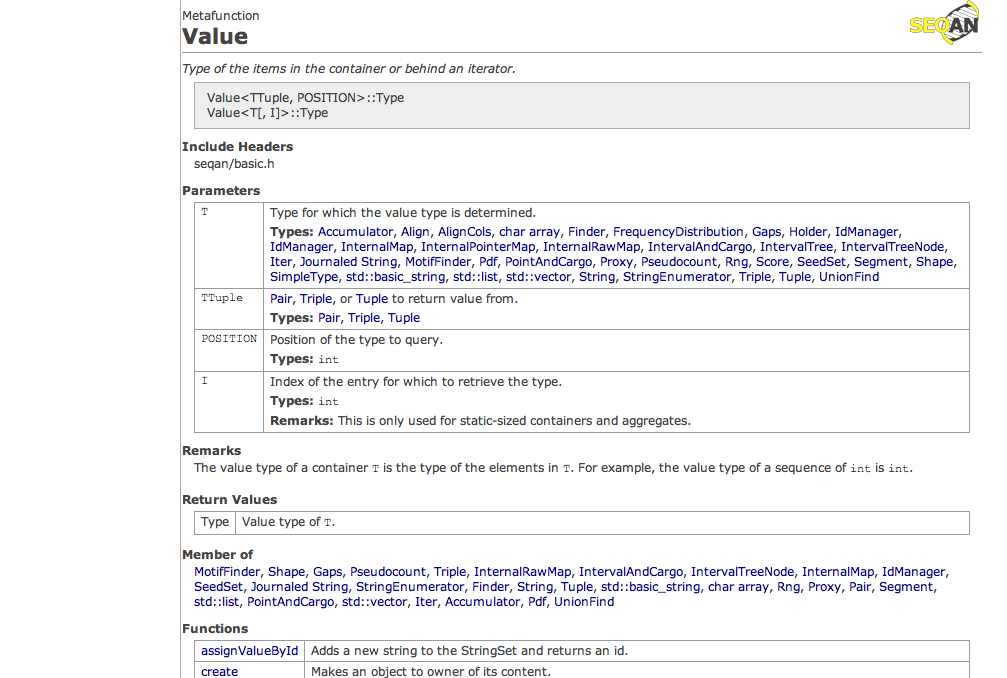 Metafunction
SEQAN
Value
Type of the items in the container or behind an iterator.
Value<TTuple, POSITION>::Type
Value<T[, I]>::Type
Include Headers
seqan/basic.h
Parameters
T Type for which the value type is determined.
Types: Accumulator, Align, AlignCols, char array, Finder, FrequencyDistribution, Gaps, Holder, IdManager,
IdManager, InternalMap, InternalPointerMap, InternalRawMap, IntervalAndCargo, IntervalTree, IntervalTreeNode,
Iter, Journaled String, MotifFinder, Pdf, PointAndCargo, Proxy, Pseudocount, Rng, Score, SeedSet, Segment, Shape,
SimpleType, std::basic_string, std::list, std::vector, String, StringEnumerator, Triple, Tuple, UnionFind
TTuple Pair, Triple, or Tuple to return value from.
Types: Pair, Triple, Tuple
POSITION Position of the type to query.
Types: int
I Index of the entry for which to retrieve the type.
Types: int
Remarks: This is only used for static-sized containers and aggregates.
Remarks
The value type of a container T is the type of the elements in T. For example, the value type of a sequence of int is int.
Return Values
Type Value type of T.
Member of
MotifFinder, Shape, Gaps, Pseudocount, Triple, InternalRawMap, IntervalAndCargo, IntervalTreeNode, InternalMap, IdManager,
SeedSet, Journaled String, StringEnumerator, Finder, String, Tuple, std::basic_string, char array, Rng, Proxy, Pair, Segment,
std::list, PointAndCargo, std::vector, Iter, Accumulator, Pdf, UnionFind
Functions
assignValueById Adds a new string to the StringSet and returns an id.
create Makes an object to owner of its content.